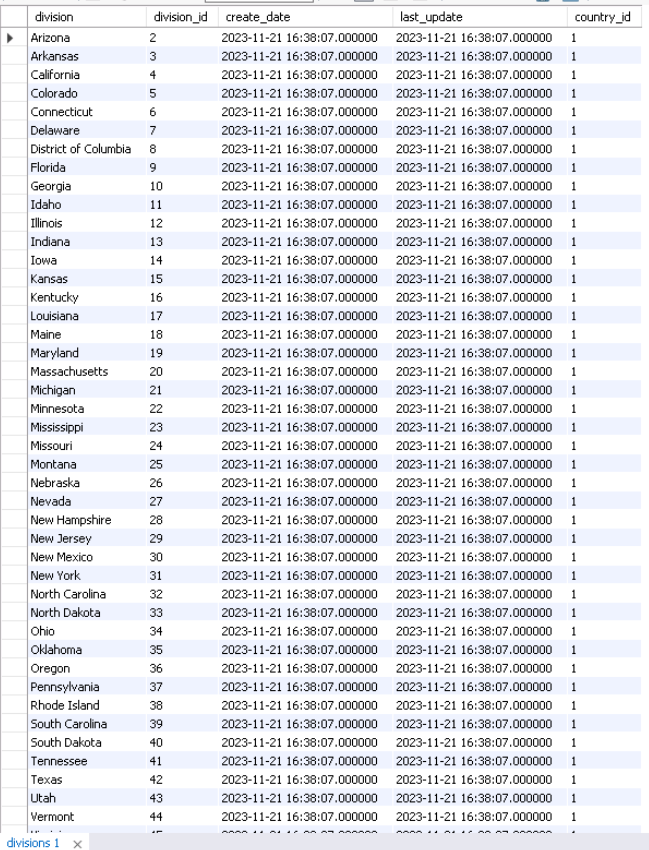 division division_id create_date last_update country_id
Arizona 2 2023-11-21 16:38:07.000000 2023-11-21 16:38:07.000000 1
Arkansas 3 2023-11-21 16:38:07.000000 2023-11-21 16:38:07.000000 1
California 4 2023-11-21 16:38:07.000000 2023-11-21 16:38:07.000000 1
Colorado 5 2023-11-21 16:38:07.000000 2023-11-21 16:38:07.000000 1
Connecticut 6 2023-11-21 16:38:07.000000 2023-11-21 16:38:07.000000 1
Delaware 7 2023-11-21 16:38:07.000000 2023-11-21 16:38:07.000000 1
District of Columbia 8 2023-11-21 16:38:07.000000 2023-11-21 16:38:07.000000 1
Florida 9 2023-11-21 16:38:07.000000 2023-11-21 16:38:07.000000 1
Georgia 10 2023-11-21 16:38:07.000000 2023-11-21 16:38:07.000000 1
Idaho 11 2023-11-21 16:38:07.000000 2023-11-21 16:38:07.000000 1
Illinois 12 2023-11-21 16:38:07.000000 2023-11-21 16:38:07.000000 1
Indiana 13 2023-11-21 16:38:07.000000 2023-11-21 16:38:07.000000 1
Iowa 14 2023-11-21 16:38:07.000000 2023-11-21 16:38:07.000000 1
Kansas 15 2023-11-21 16:38:07.000000 2023-11-21 16:38:07.000000 1
Kentucky 16 2023-11-21 16:38:07.000000 2023-11-21 16:38:07.000000 1
Louisiana 17 2023-11-21 16:38:07.000000 2023-11-21 16:38:07.000000 1
Maine 18 2023-11-21 16:38:07.000000 2023-11-21 16:38:07.000000 1
Maryland 19 2023-11-21 16:38:07.000000 2023-11-21 16:38:07.000000 1
Massachusetts 20 2023-11-21 16:38:07.000000 2023-11-21 16:38:07.000000 1
Michigan 21 2023-11-21 16:38:07.000000 2023-11-21 16:38:07.000000 1
Minnesota 22 2023-11-21 16:38:07.000000 2023-11-21 16:38:07.000000 1
Mississippi 23 2023-11-21 16:38:07.000000 2023-11-21 16:38:07.000000 1
Missouri 24 2023-11-21 16:38:07.000000 2023-11-21 16:38:07.000000 1
Montana 25 2023-11-21 16:38:07.000000 2023-11-21 16:38:07.000000 1
Nebraska 26 2023-11-21 16:38:07.000000 2023-11-21 16:38:07.000000 1
Nevada 27 2023-11-21 16:38:07.000000 2023-11-21 16:38:07.000000 1
New Hampshire 28 2023-11-21 16:38:07.000000 2023-11-21 16:38:07.000000 1
New Jersey 29 2023-11-21 16:38:07.000000 2023-11-21 16:38:07.000000 1
New Mexico 30 2023-11-21 16:38:07.000000 2023-11-21 16:38:07.000000 1
New York 31 2023-11-21 16:38:07.000000 2023-11-21 16:38:07.000000 1
North Carolina 32 2023-11-21 16:38:07.000000 2023-11-21 16:38:07.000000 1
North Dakota 33 2023-11-21 16:38:07.000000 2023-11-21 16:38:07.000000 1
Ohio 34 2023-11-21 16:38:07.000000 2023-11-21 16:38:07.000000 1
Oklahoma 35 2023-11-21 16:38:07.000000 2023-11-21 16:38:07.000000 1
Oregon 36 2023-11-21 16:38:07.000000 2023-11-21 16:38:07.000000 1
Pennsylvania 37 2023-11-21 16:38:07.000000 2023-11-21 16:38:07.000000 1
Rhode Island 38 2023-11-21 16:38:07.000000 2023-11-21 16:38:07.000000 1
South Carolina 39 2023-11-21 16:38:07.000000 2023-11-21 16:38:07.000000 1
South Dakota 40 2023-11-21 16:38:07.000000 2023-11-21 16:38:07.000000 1
Tennessee 41 2023-11-21 16:38:07.000000 2023-11-21 16:38:07.000000 1
Texas 42 2023-11-21 16:38:07.000000 2023-11-21 16:38:07.000000 1
Utah 43 2023-11-21 16:38:07.000000 2023-11-21 16:38:07.000000 1
Vermont 44 2023-11-21 16:38:07.000000 2023-11-21 16:38:07.000000 1
divisions 1